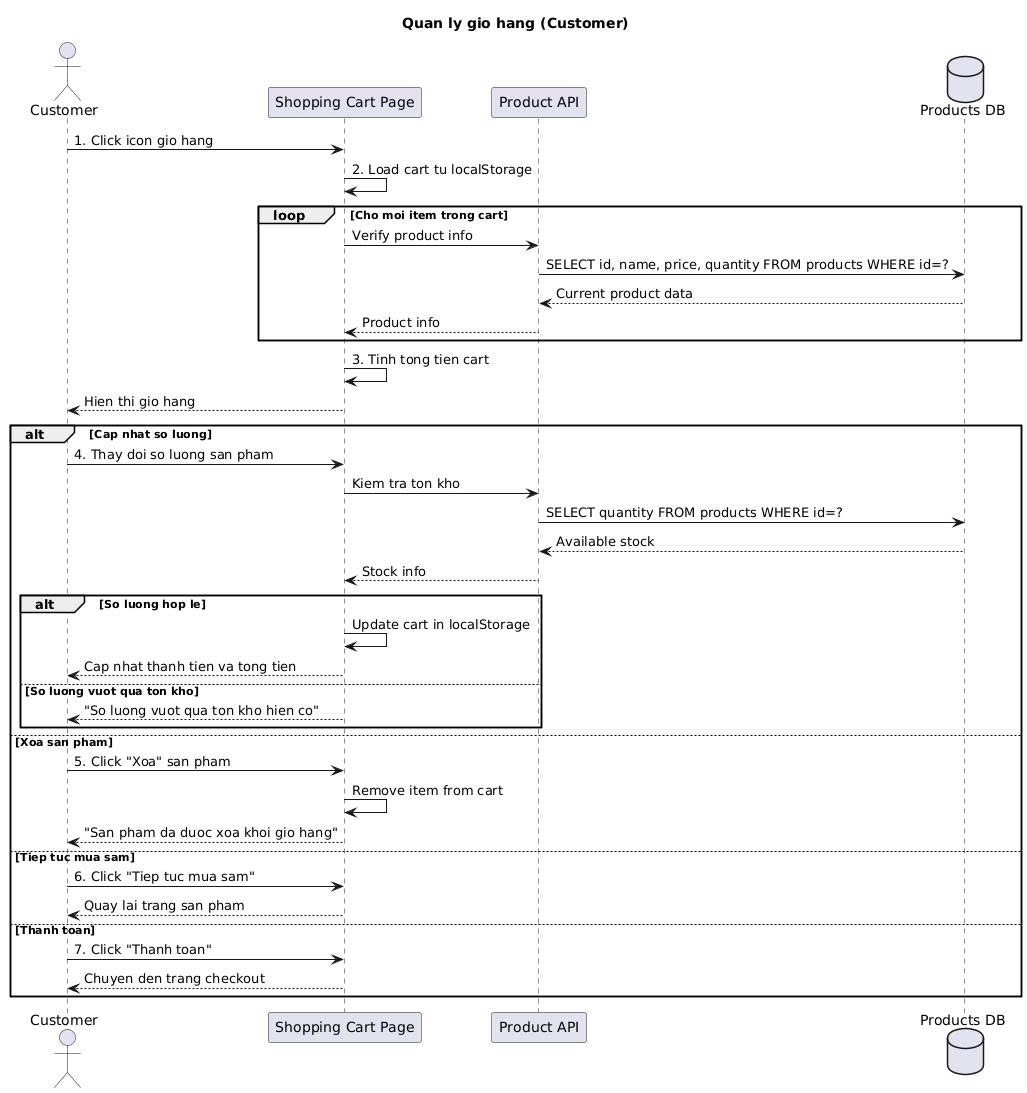 Quan ly gio hang (Customer)
Customer
Shopping Cart Page
Product API
Products DB
1. Click icon gio hang
2. Load cart tu localStorage
loop [Cho moi item trong cart]
Verify product info
SELECT id, name, price, quantity FROM products WHERE id=?
Current product data
Product info
3. Tinh tong tien cart
Hien thi gio hang
alt [Cap nhat so luong]
4. Thay doi so luong san pham
Kiem tra ton kho
SELECT quantity FROM products WHERE id=?
Available stock
Stock info
alt [So luong hop le]
Update cart in localStorage
Cap nhat thanh tien va tong tien
[So luong vuot qua ton kho]
"So luong vuot qua ton kho hien co"
[Xoa san pham]
5. Click "Xoa" san pham
Remove item from cart
"San pham da duoc xoa khoi gio hang"
[Tiep tuc mua sam]
6. Click "Tiep tuc mua sam"
Quay lai trang san pham
[Thanh toan]
7. Click "Thanh toan"
Chuyen den trang checkout
Customer
Shopping Cart Page
Product API
Products DB